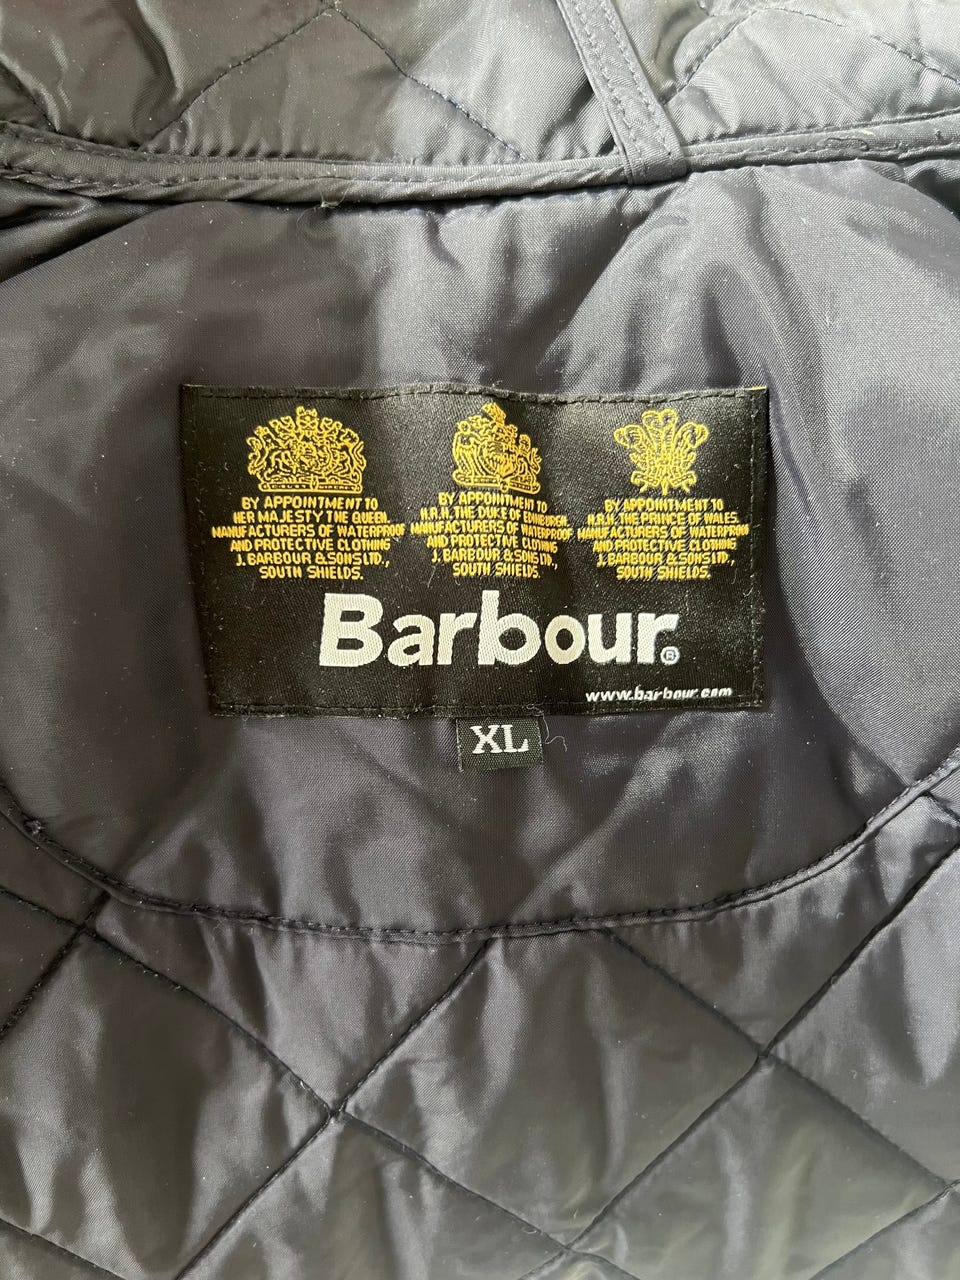 BY APPOINTMENT TO
HER MAJESTY THE QUEEN.
MANUFACTURERS OF WATERPROOF
AND PROTECTIVE CLOTHING
J. BARBOUR & SONS LTD.,
SOUTH SHIELDS.
BY APPOINTMENT TO
H.R.H. THE DUKE OF EDINBURGH.
MANUFACTURERS OF WATERPROOF
AND PROTECTIVE CLOTHING
J. BARBOUR & SONS LTD.,
SOUTH SHIELDS.
BY APPOINTMENT TO
H.R.H. THE PRINCE OF WALES.
MANUFACTURERS OF WATERPROOF
AND PROTECTIVE CLOTHING
J. BARBOUR & SONS LTD.,
SOUTH SHIELDS.
Barbour®
www.barbour.com
XL